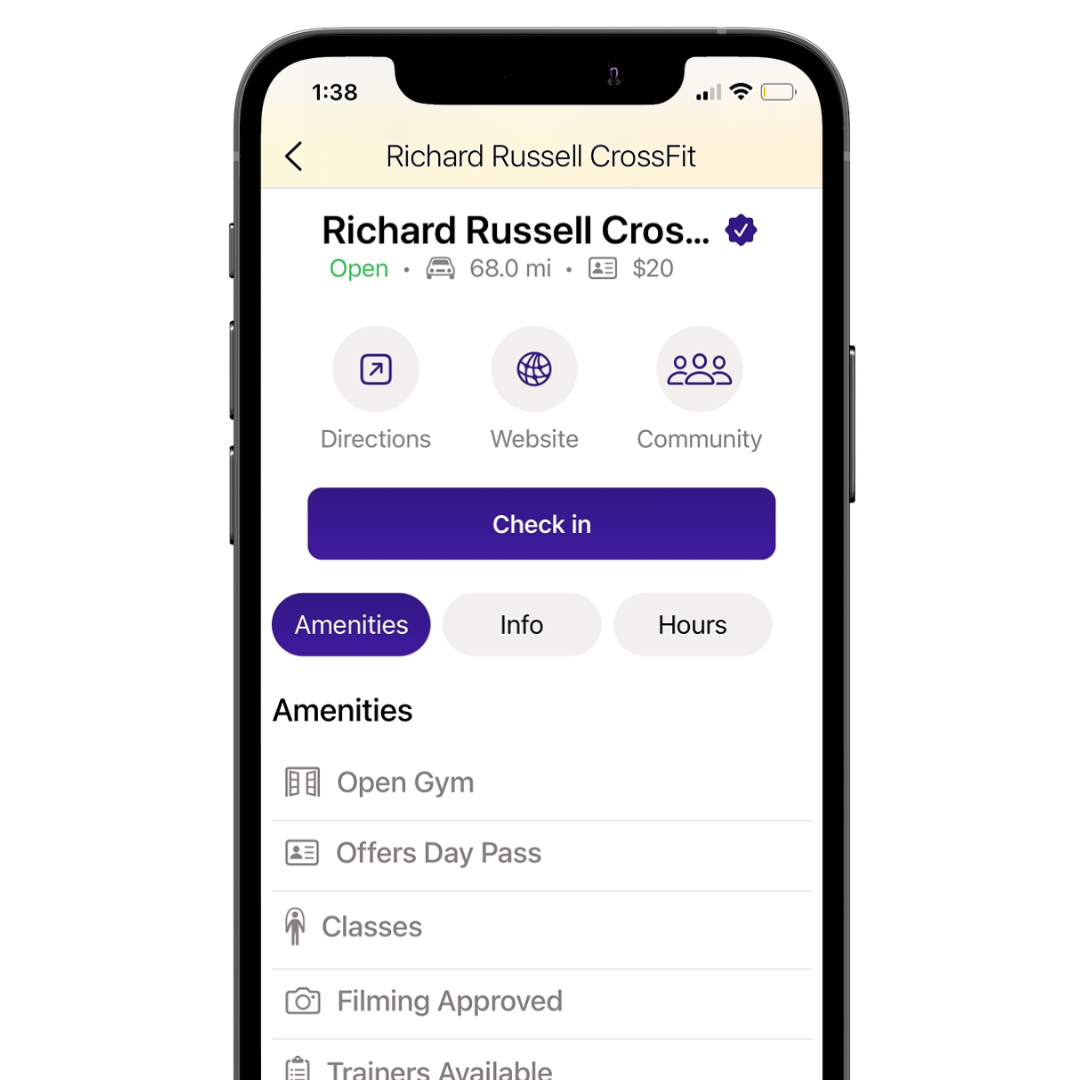 1:38
Richard Russell CrossFit
Richard Russell Cros...
Open • 68.0 mi • $20
Directions Website Community
Check in
Amenities Info Hours
Amenities
Open Gym
Offers Day Pass
Classes
Filming Approved
Trainers Available